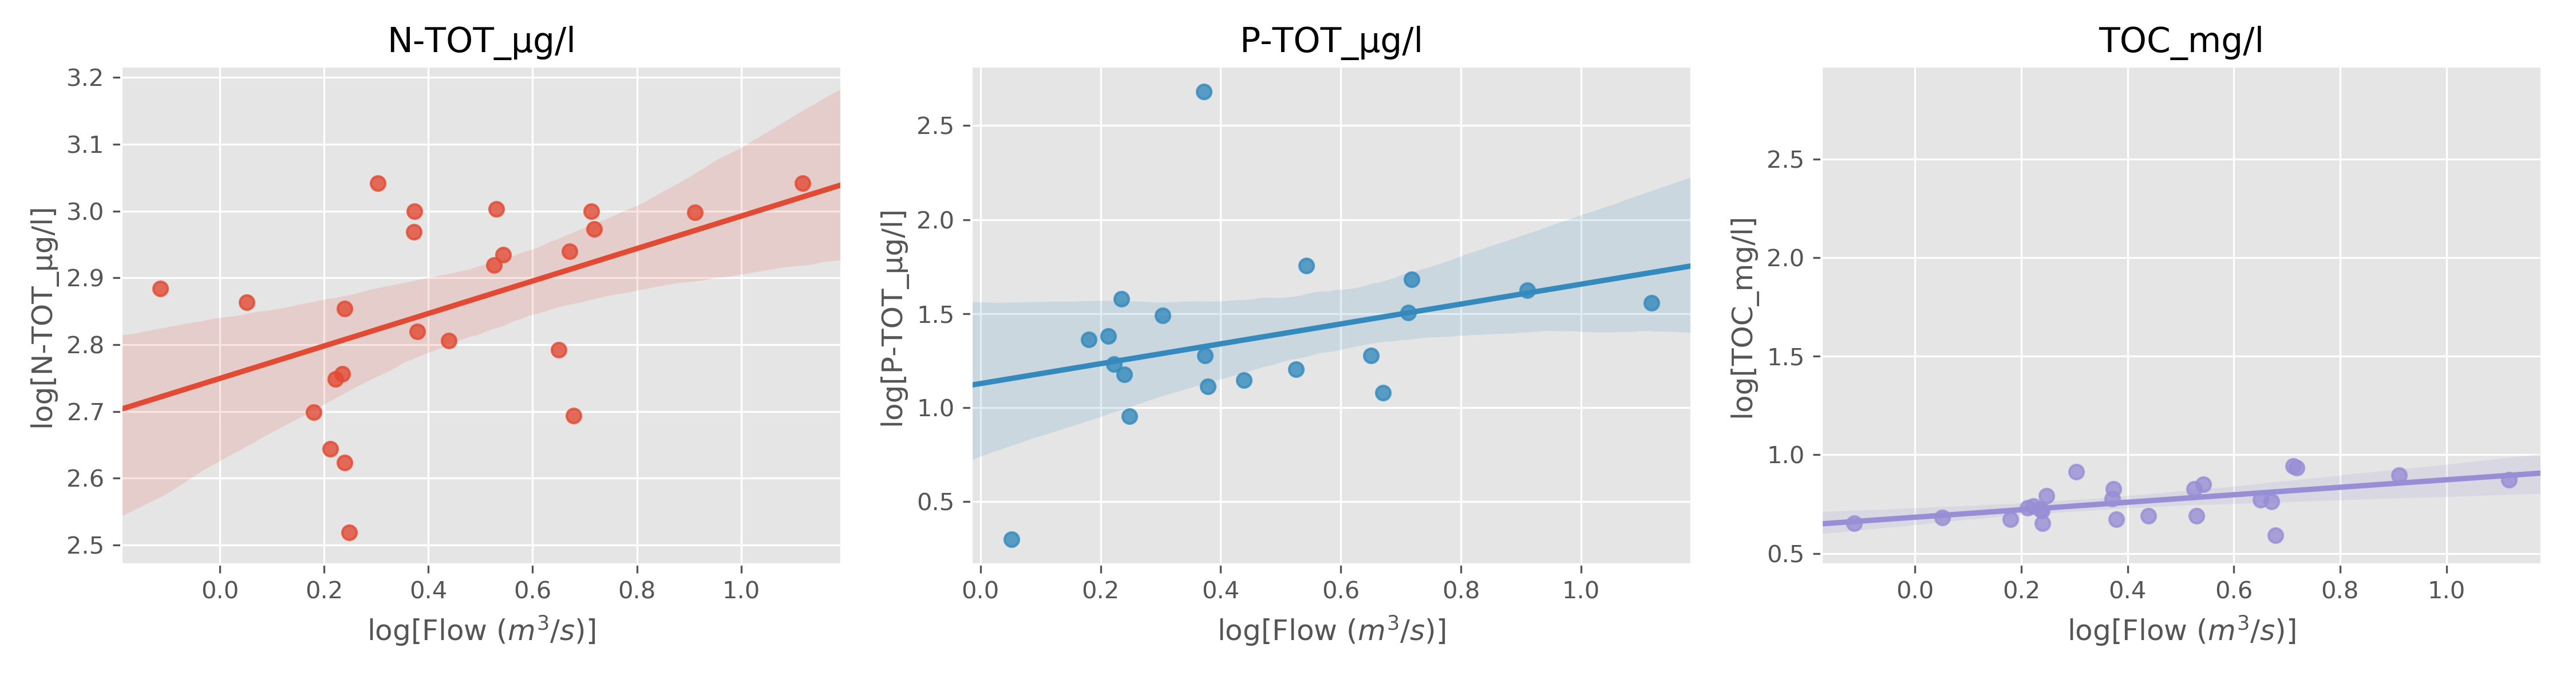 N-TOT_µg/l
P-TOT_µg/l
TOC_mg/l
log[N-TOT_µg/l]
3.2
3.1
3.0
2.9
2.8
2.7
2.6
2.5
0.0 0.2 0.4 0.6 0.8 1.0
log[Flow (m³/s)]
log[P-TOT_µg/l]
2.5
2.0
1.5
1.0
0.5
0.0 0.2 0.4 0.6 0.8 1.0
log[Flow (m³/s)]
log[TOC_mg/l]
2.5
2.0
1.5
1.0
0.5
0.0 0.2 0.4 0.6 0.8 1.0
log[Flow (m³/s)]